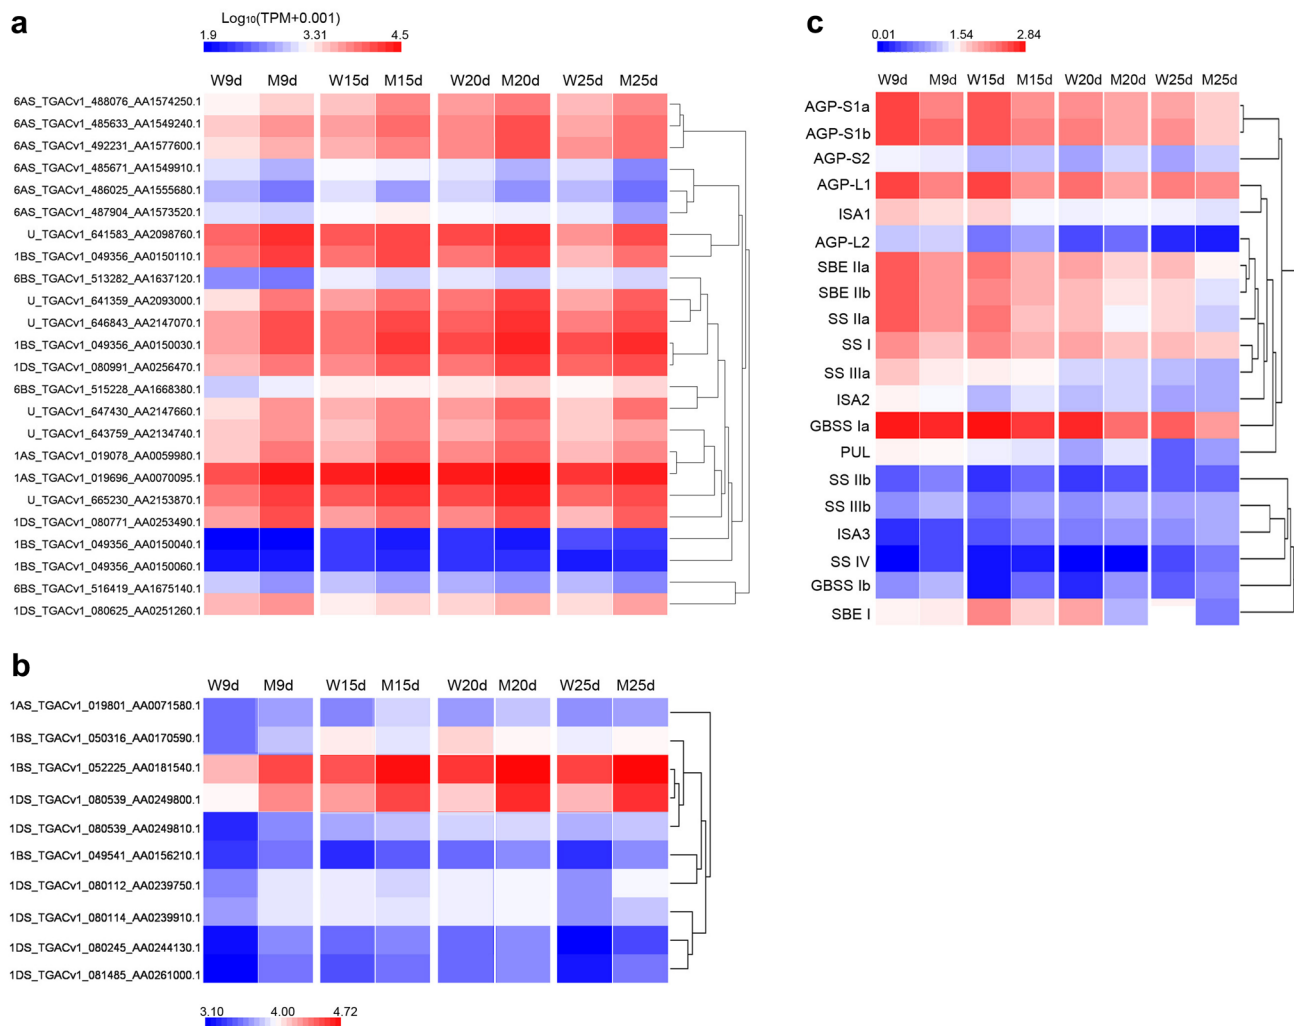 a
Log₁₀(TPM+0.001)
1.9 3.31 4.5
W9d M9d W15d M15d W20d M20d W25d M25d
6AS_TGACv1_488076_AA1574250.1
6AS_TGACv1_485633_AA1549240.1
6AS_TGACv1_492231_AA1577600.1
6AS_TGACv1_485671_AA1549910.1
6AS_TGACv1_486025_AA1555680.1
6AS_TGACv1_487904_AA1573520.1
U_TGACv1_641583_AA2098760.1
1BS_TGACv1_049356_AA0150110.1
6BS_TGACv1_513282_AA1637120.1
U_TGACv1_641359_AA2093000.1
U_TGACv1_646843_AA2147070.1
1BS_TGACv1_049356_AA0150030.1
1DS_TGACv1_080991_AA0256470.1
6BS_TGACv1_515228_AA1668380.1
U_TGACv1_647430_AA2147660.1
U_TGACv1_643759_AA2134740.1
1AS_TGACv1_019078_AA0059980.1
1AS_TGACv1_019696_AA0070095.1
U_TGACv1_665230_AA2153870.1
1DS_TGACv1_080771_AA0253490.1
1BS_TGACv1_049356_AA0150040.1
1BS_TGACv1_049356_AA0150060.1
6BS_TGACv1_516419_AA1675140.1
1DS_TGACv1_080625_AA0251260.1
b
W9d M9d W15d M15d W20d M20d W25d M25d
1AS_TGACv1_019801_AA0071580.1
1BS_TGACv1_050316_AA0170590.1
1BS_TGACv1_052225_AA0181540.1
1DS_TGACv1_080539_AA0249800.1
1DS_TGACv1_080539_AA0249810.1
1BS_TGACv1_049541_AA0156210.1
1DS_TGACv1_080112_AA0239750.1
1DS_TGACv1_080114_AA0239910.1
1DS_TGACv1_080245_AA0244130.1
1DS_TGACv1_081485_AA0261000.1
3.10 4.00 4.72
c
0.01 1.54 2.84
W9d M9d W15d M15d W20d M20d W25d M25d
AGP-S1a
AGP-S1b
AGP-S2
AGP-L1
ISA1
AGP-L2
SBE IIa
SBE IIb
SS IIa
SS I
SS IIIa
ISA2
GBSS Ia
PUL
SS IIb
SS IIIb
ISA3
SS IV
GBSS Ib
SBE I